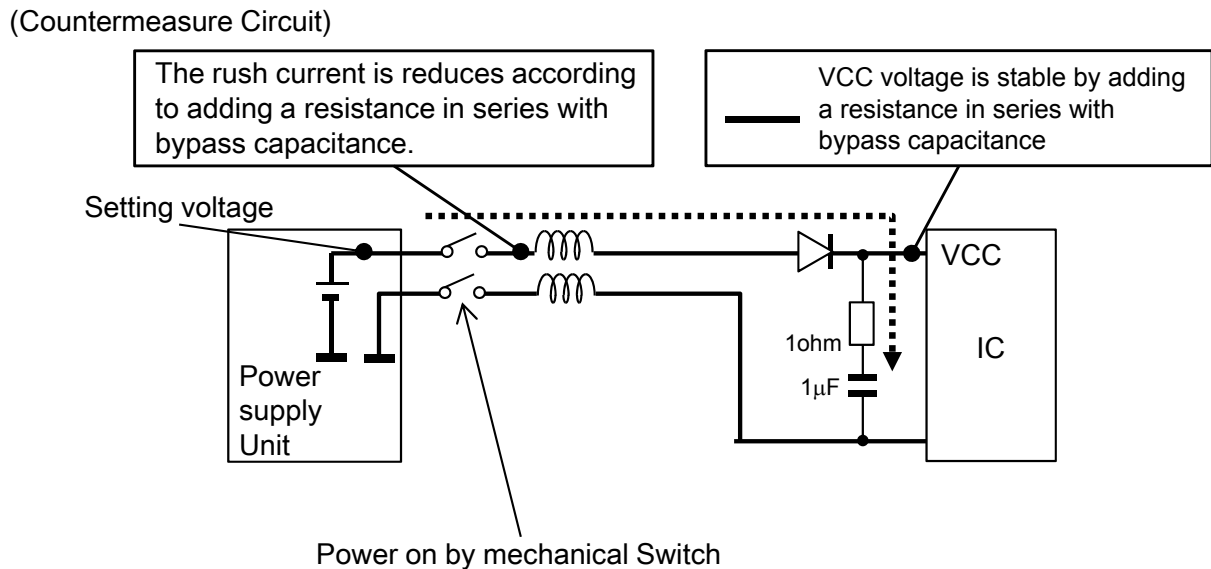 (Countermeasure Circuit)
The rush current is reduces according
to adding a resistance in series with
bypass capacitance.
VCC voltage is stable by adding
a resistance in series with
bypass capacitance
Setting voltage
VCC
1ohm
IC
1μF
Power
supply
Unit
Power on by mechanical Switch